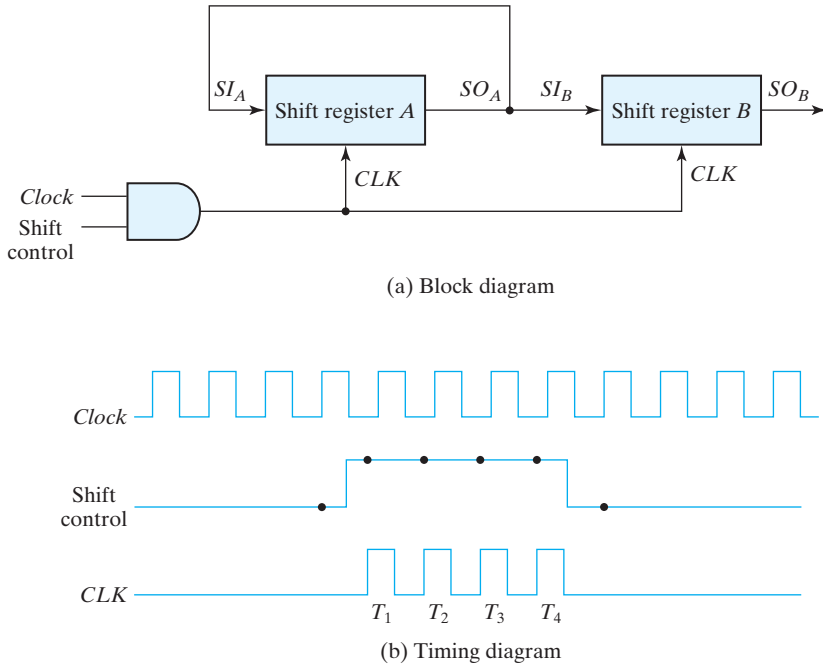 SI_A
Shift register A
SO_A
SI_B
Shift register B
SO_B
CLK
CLK
Clock
Shift
control
(a) Block diagram
Clock
Shift
control
CLK
T_1
T_2
T_3
T_4
(b) Timing diagram